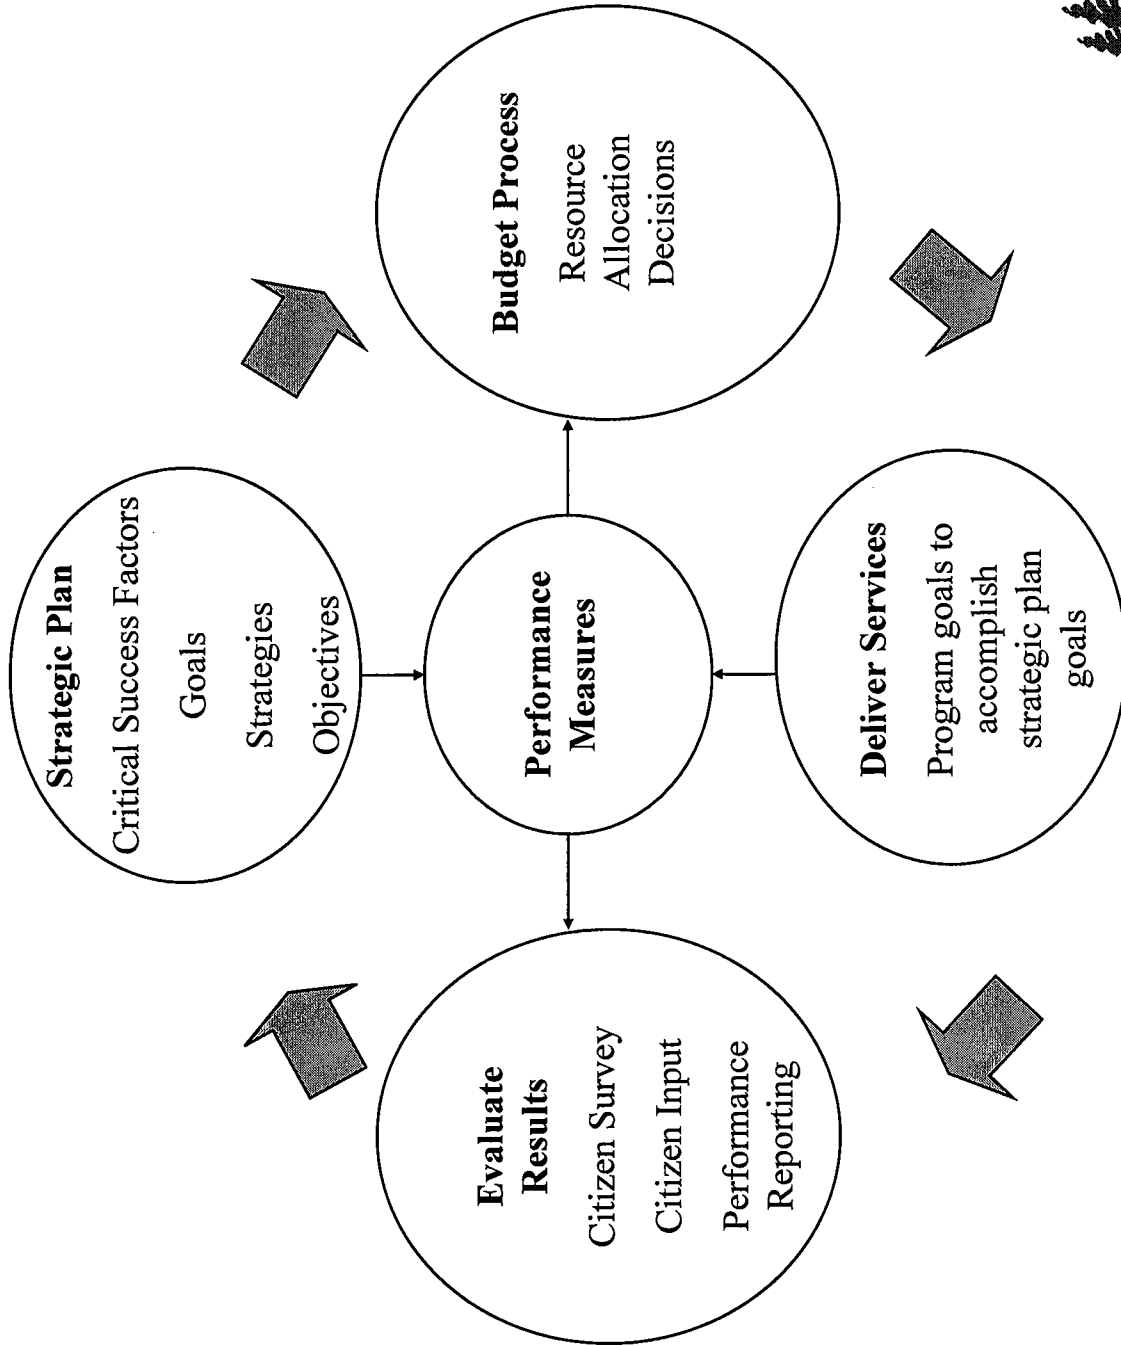 Strategic Plan
Critical Success Factors
Goals
Strategies
Objectives
Evaluate
Results
Citizen Survey
Citizen Input
Performance
Reporting
Performance
Measures
Budget Process
Resource
Allocation
Decisions
Deliver Services
Program goals to
accomplish
strategic plan
goals